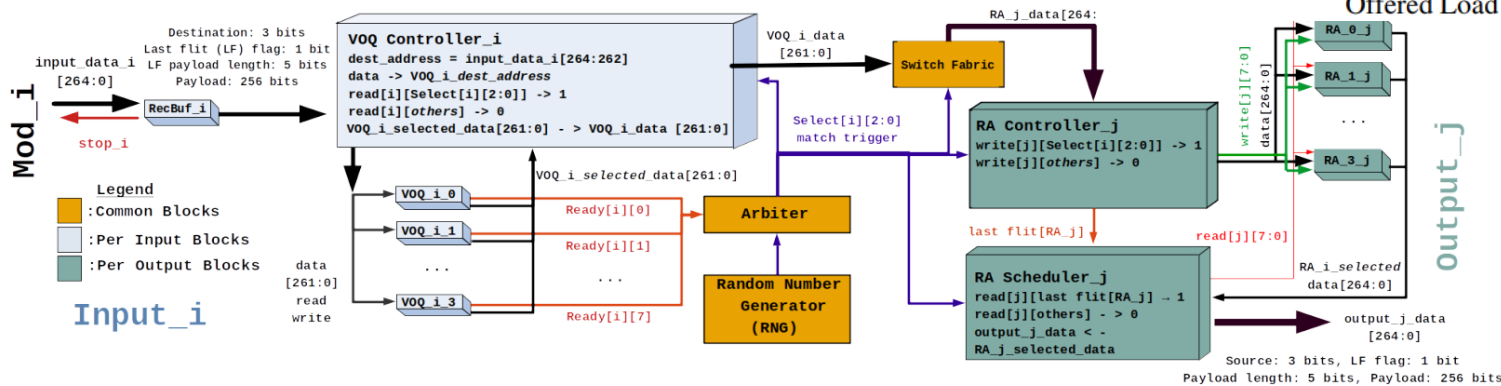 Offered Load
Destination: 3 bits
Last flit (LF) flag: 1 bit
LF payload length: 5 bits
Payload: 256 bits
input_data_i
[264:0]
Mod_i
stop_i
RecBuf_i
VOQ Controller_i
dest_address = input_data_i[264:262]
data -> VOQ_i_dest_address
read[i][Select[i][2:0]] -> 1
read[i][others] -> 0
VOQ_i_selected_data[261:0] - > VOQ_i_data [261:0]
VOQ_i_data
[261:0]
Switch Fabric
RA_j_data[264:
Select[i][2:0]
match trigger
RA Controller_j
write[j][Select[i][2:0]] -> 1
write[j][others] -> 0
write[j][7:0]
data[264:0]
RA_0_j
RA_1_j
...
RA_3_j
Output_j
Legend
:Common Blocks
:Per Input Blocks
:Per Output Blocks
Input_i
data
[261:0]
read
write
VOQ_i_0
VOQ_i_1
...
VOQ_i_3
VOQ_i_selected_data[261:0]
Ready[i][0]
Ready[i][1]
...
Ready[i][7]
Arbiter
Random Number
Generator
(RNG)
last flit[RA_j]
read[j][7:0]
RA Scheduler_j
read[j][last flit[RA_j] → 1
read[j][others] - > 0
output_j_data < -
RA_j_selected_data
RA_i_selected
data[264:0]
output_j_data
[264:0]
Source: 3 bits, LF flag: 1 bit
Payload length: 5 bits, Payload: 256 bits